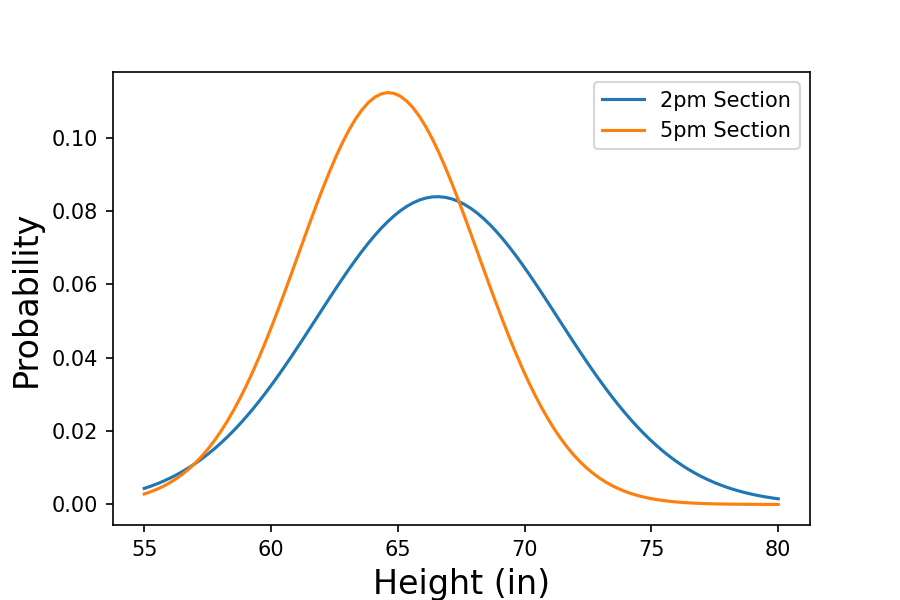 2pm Section
5pm Section
0.10
0.08
0.06
0.04
0.02
0.00
Probability
55 60 65 70 75 80
Height (in)